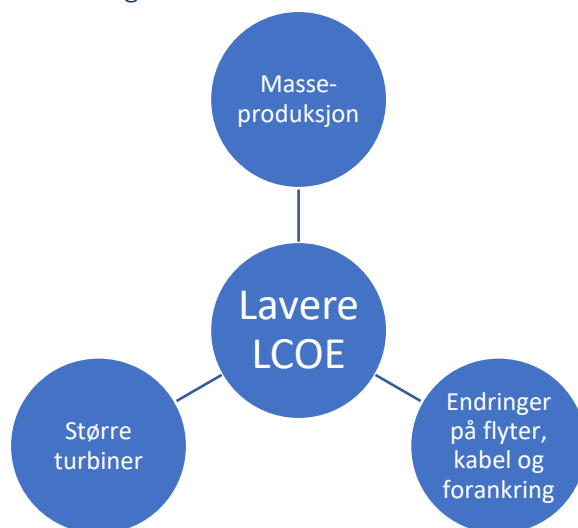 Masse-
produksjon
Lavere
LCOE
Større
turbiner
Endringer
på flyter,
kabel og
forankring